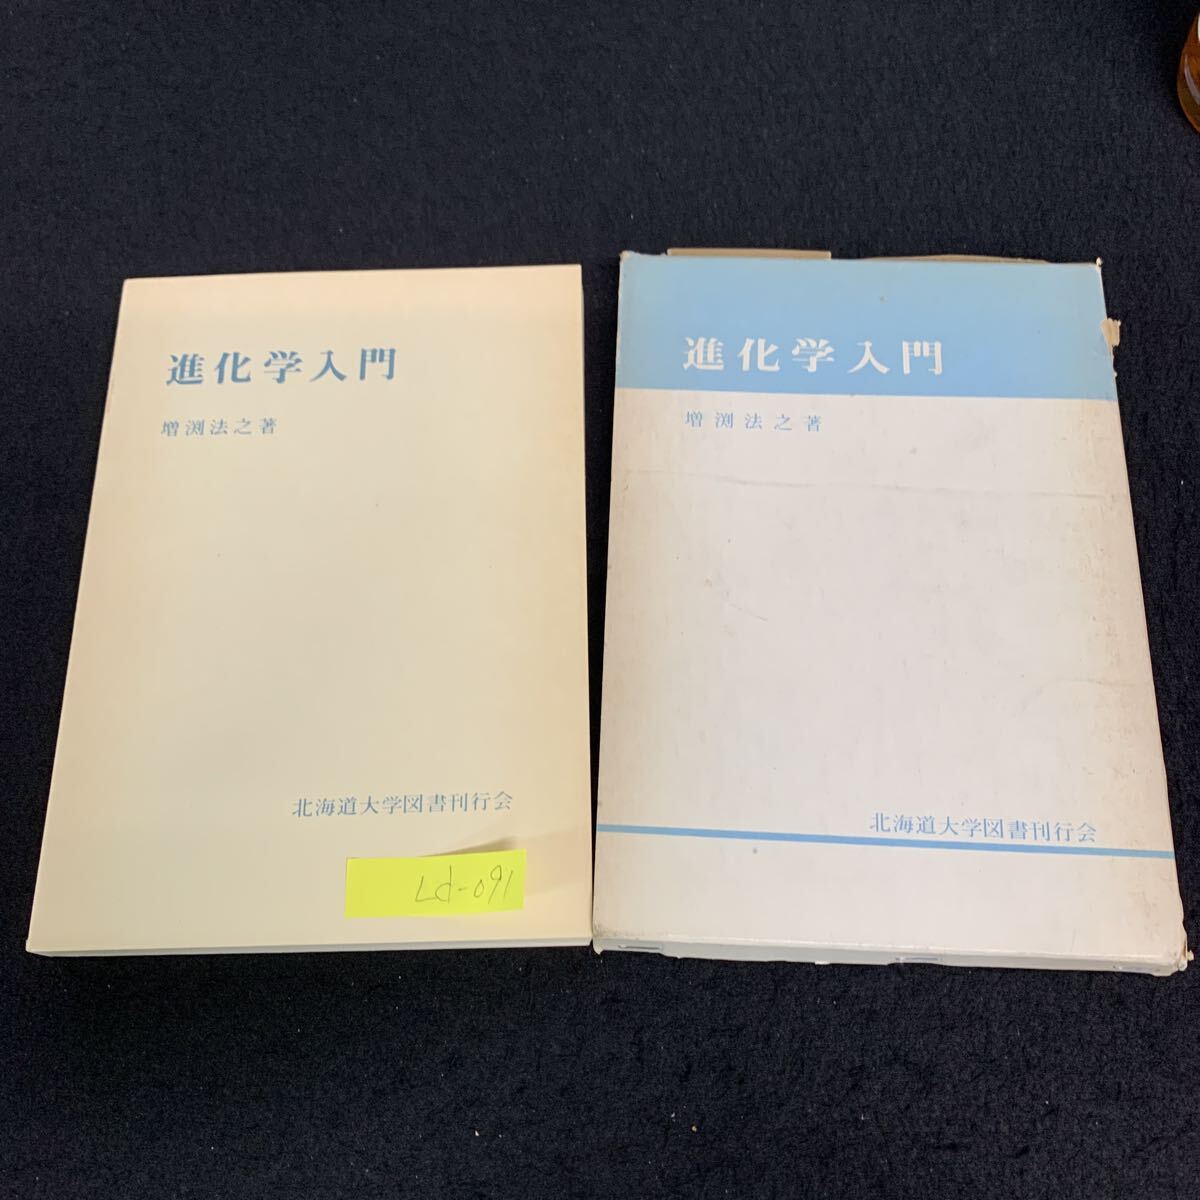 進化学入門
増渕法之著
北海道大学図書刊行会
Ld-091
進化学入門
増渕法之著
北海道大学図書刊行会